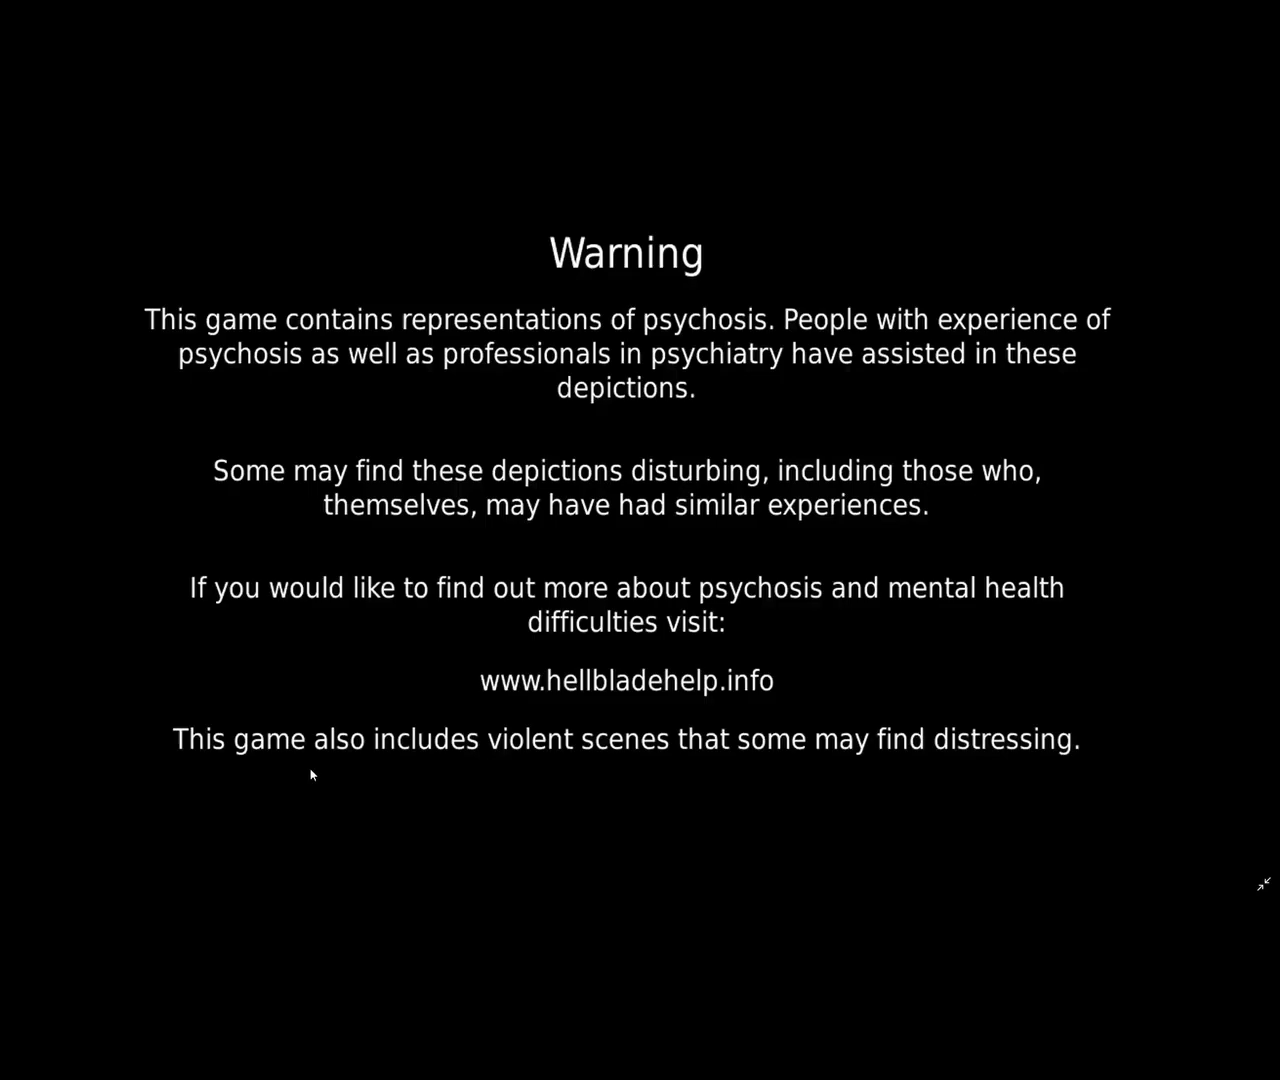 Warning
This game contains representations of psychosis. People with experience of
psychosis as well as professionals in psychiatry have assisted in these
depictions.
Some may find these depictions disturbing, including those who,
themselves, may have had similar experiences.
If you would like to find out more about psychosis and mental health
difficulties visit:
www.hellbladehelp.info
This game also includes violent scenes that some may find distressing.